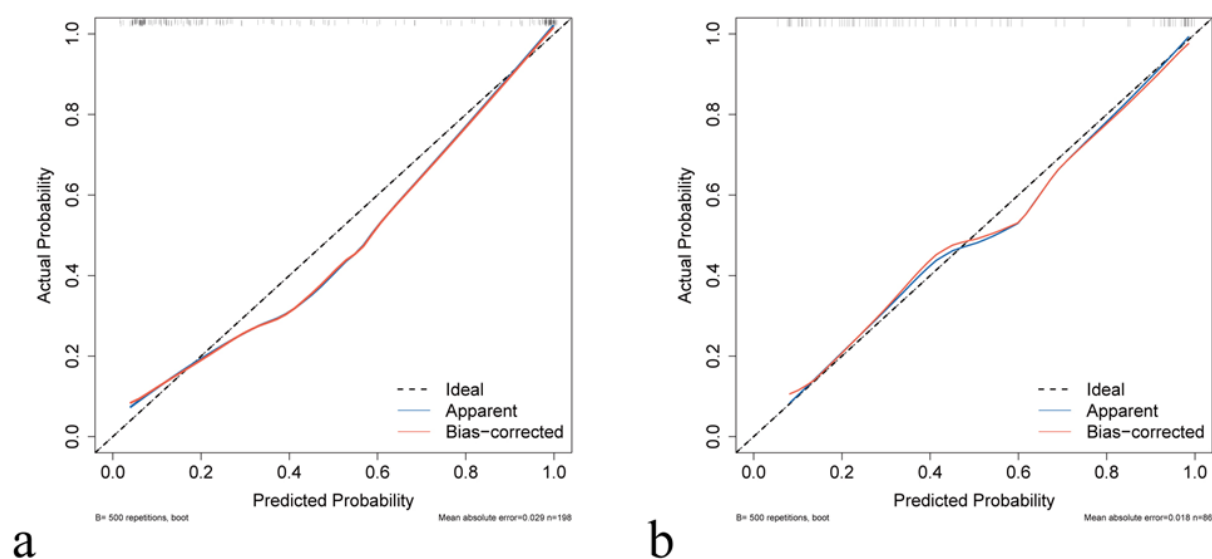 1.0
0.8
0.6
0.4
0.2
0.0
Actual Probability
Ideal
Apparent
Bias−corrected
0.0 0.2 0.4 0.6 0.8 1.0
Predicted Probability
B= 500 repetitions, boot
Mean absolute error=0.029 n=198
a
1.0
0.8
0.6
0.4
0.2
0.0
Actual Probability
Ideal
Apparent
Bias−corrected
0.0 0.2 0.4 0.6 0.8 1.0
Predicted Probability
B= 500 repetitions, boot
Mean absolute error=0.018 n=86
b